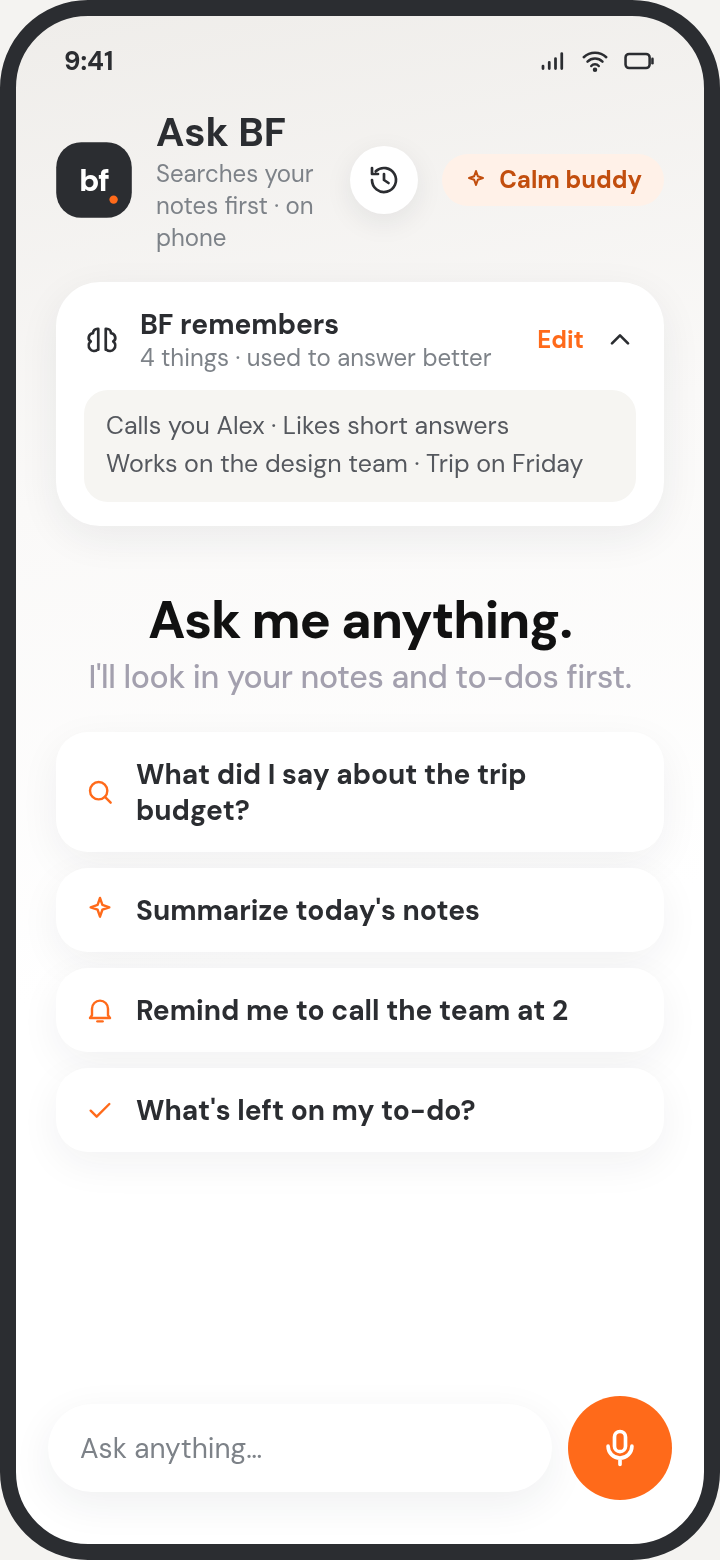 9:41
bf.
Ask BF
Searches your
notes first · on
phone
Calm buddy
BF remembers
4 things · used to answer better
Edit
Calls you Alex · Likes short answers
Works on the design team · Trip on Friday
Ask me anything.
I'll look in your notes and to-dos first.
What did I say about the trip
budget?
Summarize today's notes
Remind me to call the team at 2
What's left on my to-do?
Ask anything...